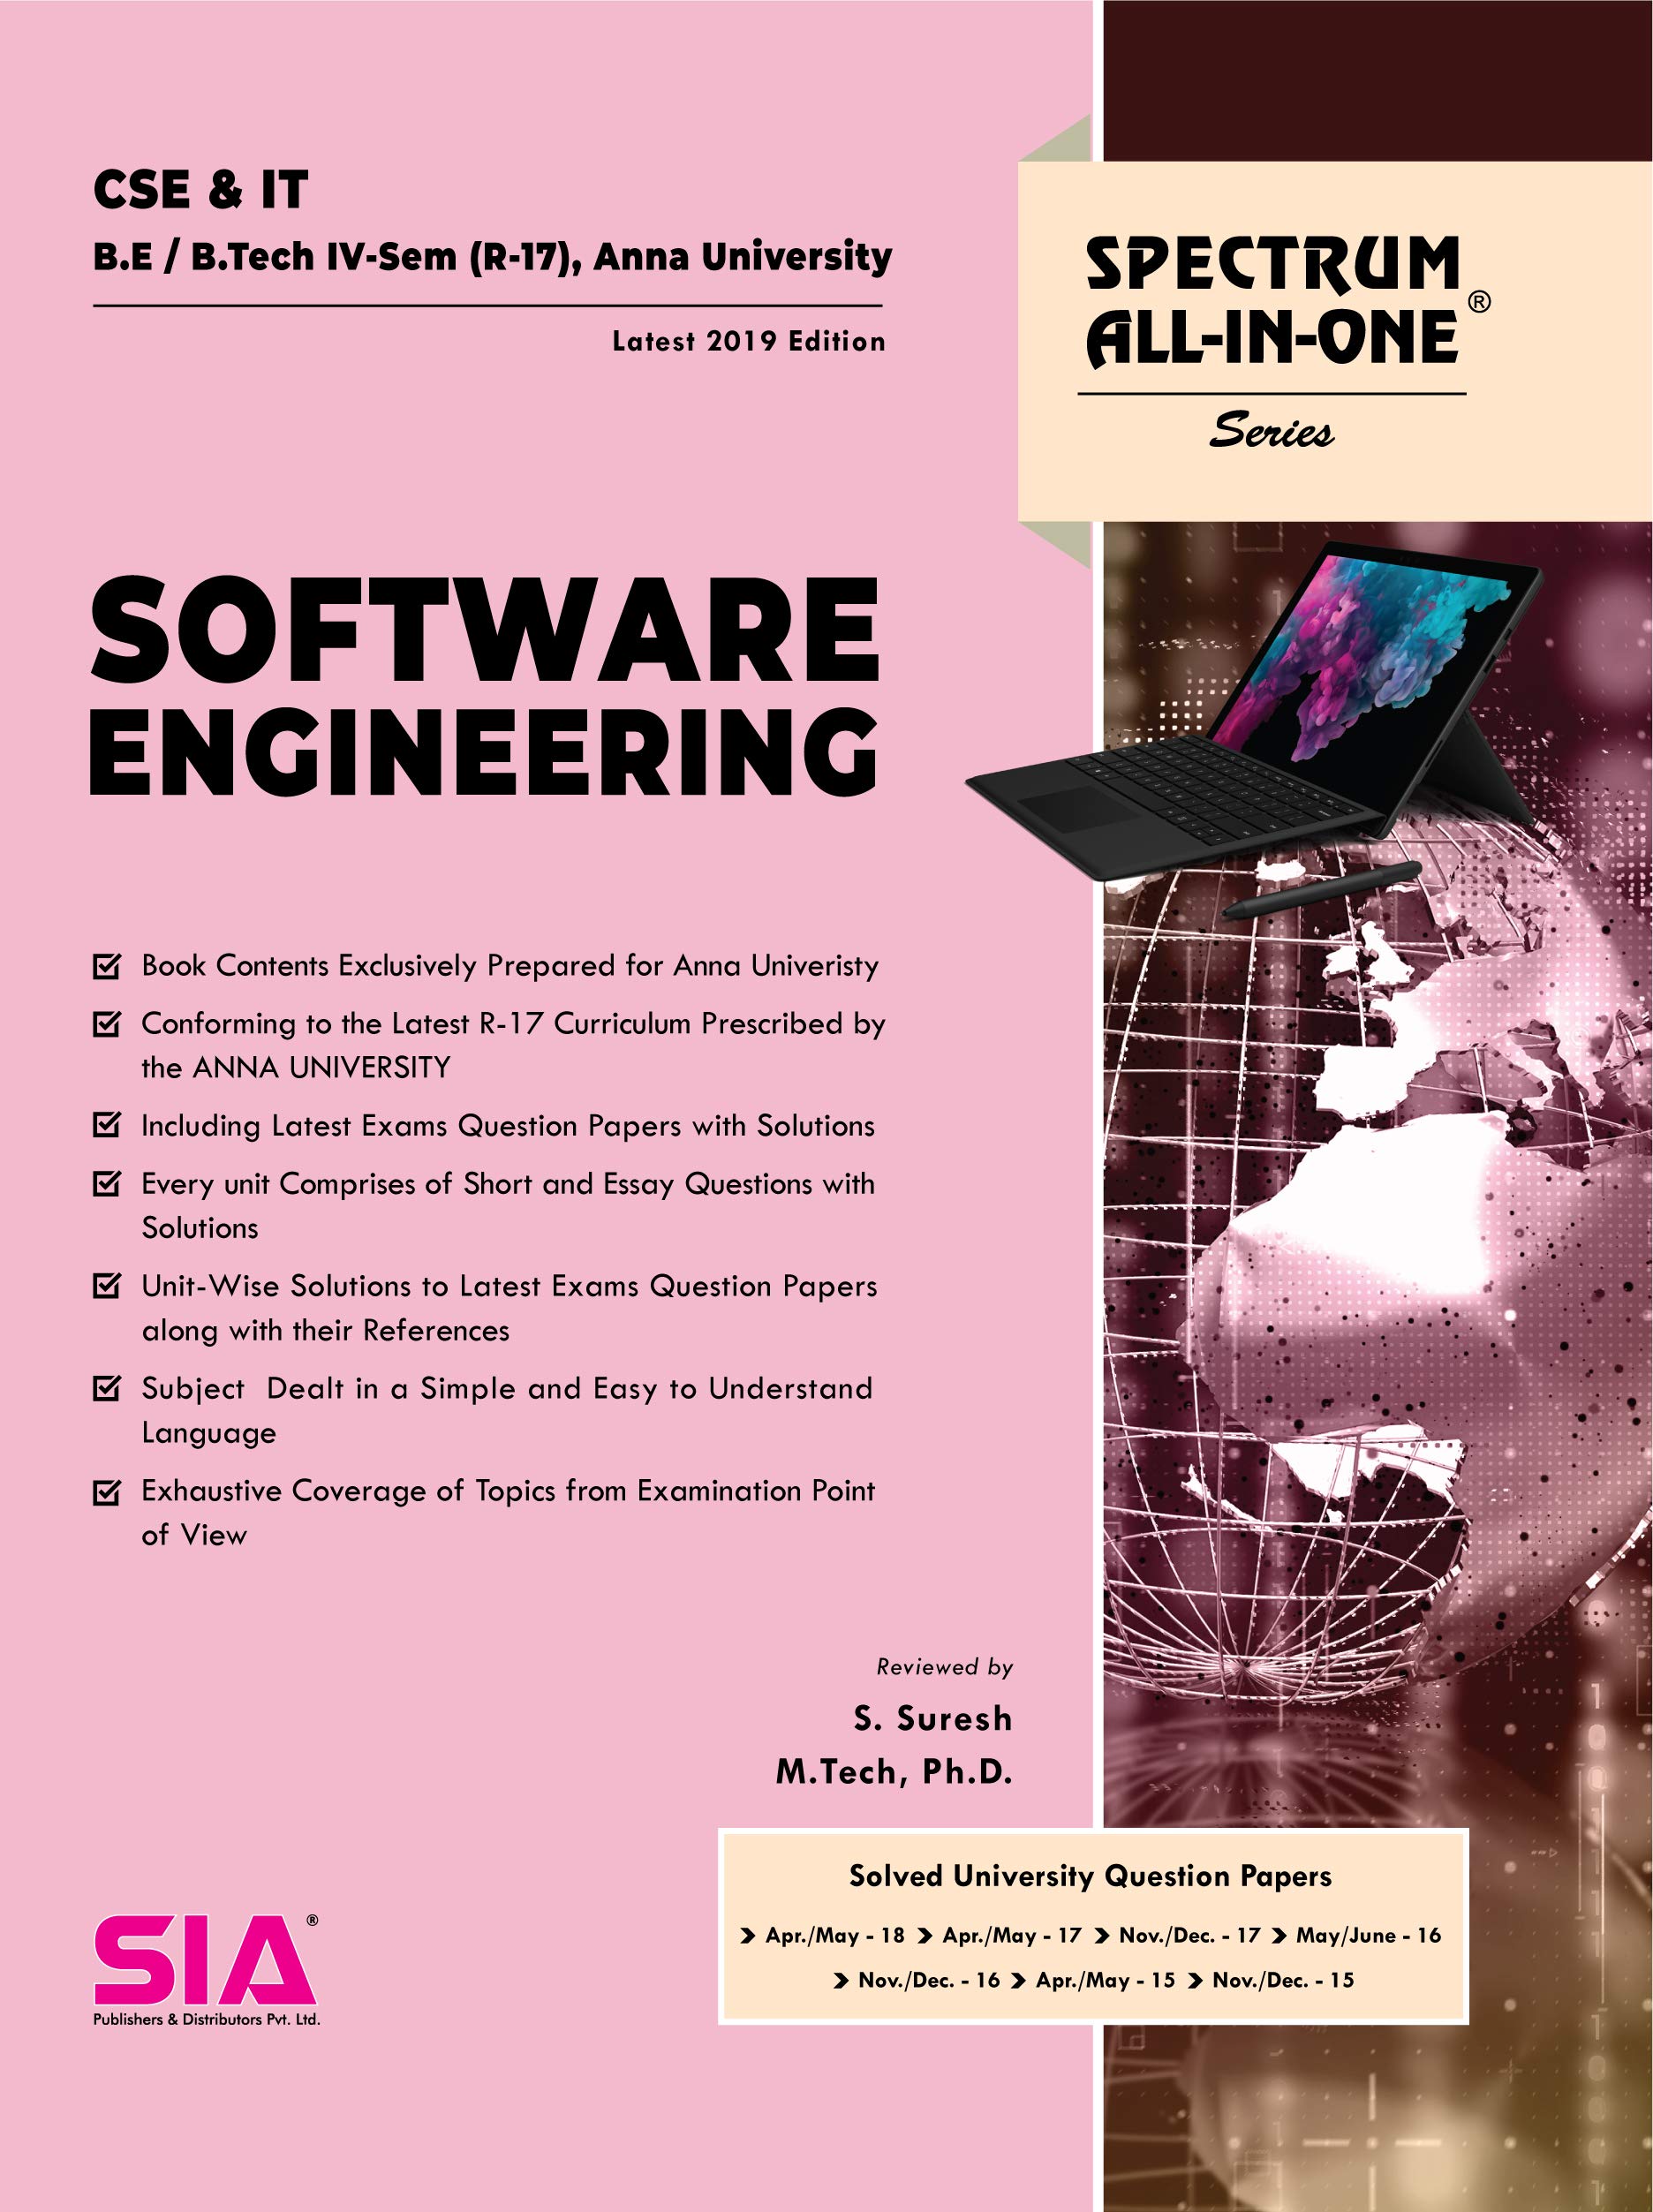 CSE & IT
B.E / B.Tech IV-Sem (R-17), Anna University
Latest 2019 Edition
SPECTRUM
ALL-IN-ONE®
Series
SOFTWARE
ENGINEERING
Book Contents Exclusively Prepared for Anna Univeristy
Conforming to the Latest R-17 Curriculum Prescribed by
the ANNA UNIVERSITY
Including Latest Exams Question Papers with Solutions
Every unit Comprises of Short and Essay Questions with
Solutions
Unit-Wise Solutions to Latest Exams Question Papers
along with their References
Subject Dealt in a Simple and Easy to Understand
Language
Exhaustive Coverage of Topics from Examination Point
of View
Reviewed by
S. Suresh
M.Tech, Ph.D.
Solved University Question Papers
Apr./May - 18 Apr./May - 17 Nov./Dec. - 17 May/June - 16
Nov./Dec. - 16 Apr./May - 15 Nov./Dec. - 15
SIA®
Publishers & Distributors Pvt. Ltd.